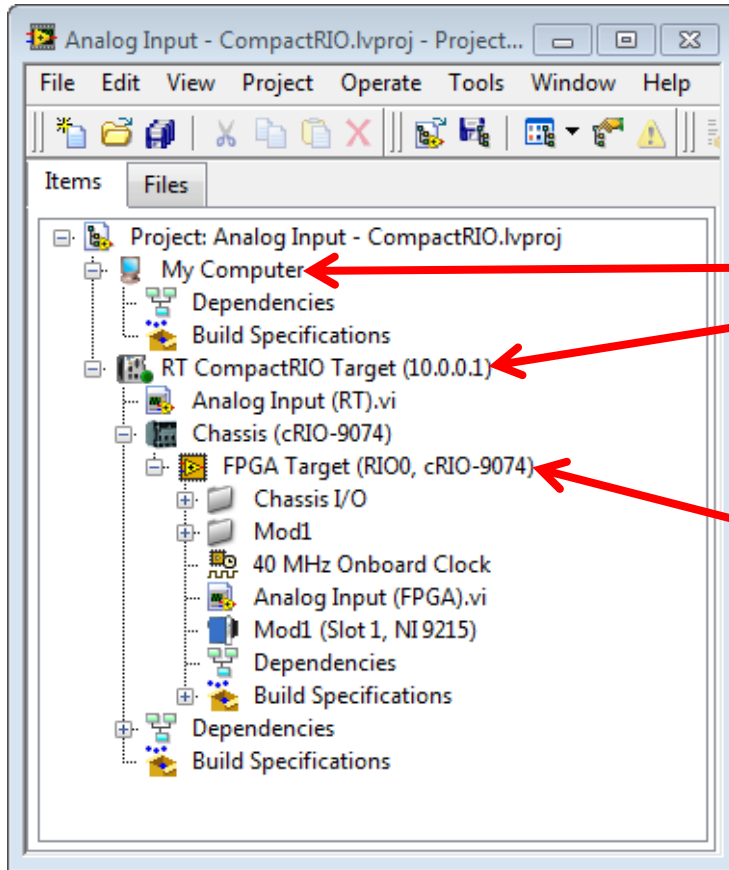 Analog Input - CompactRIO.lvproj - Project...
File Edit View Project Operate Tools Window Help
Items Files
Project: Analog Input - CompactRIO.lvproj
My Computer
Dependencies
Build Specifications
RT CompactRIO Target (10.0.0.1)
Analog Input (RT).vi
Chassis (cRIO-9074)
FPGA Target (RIO0, cRIO-9074)
Chassis I/O
Mod1
40 MHz Onboard Clock
Analog Input (FPGA).vi
Mod1 (Slot 1, NI 9215)
Dependencies
Build Specifications
Dependencies
Build Specifications